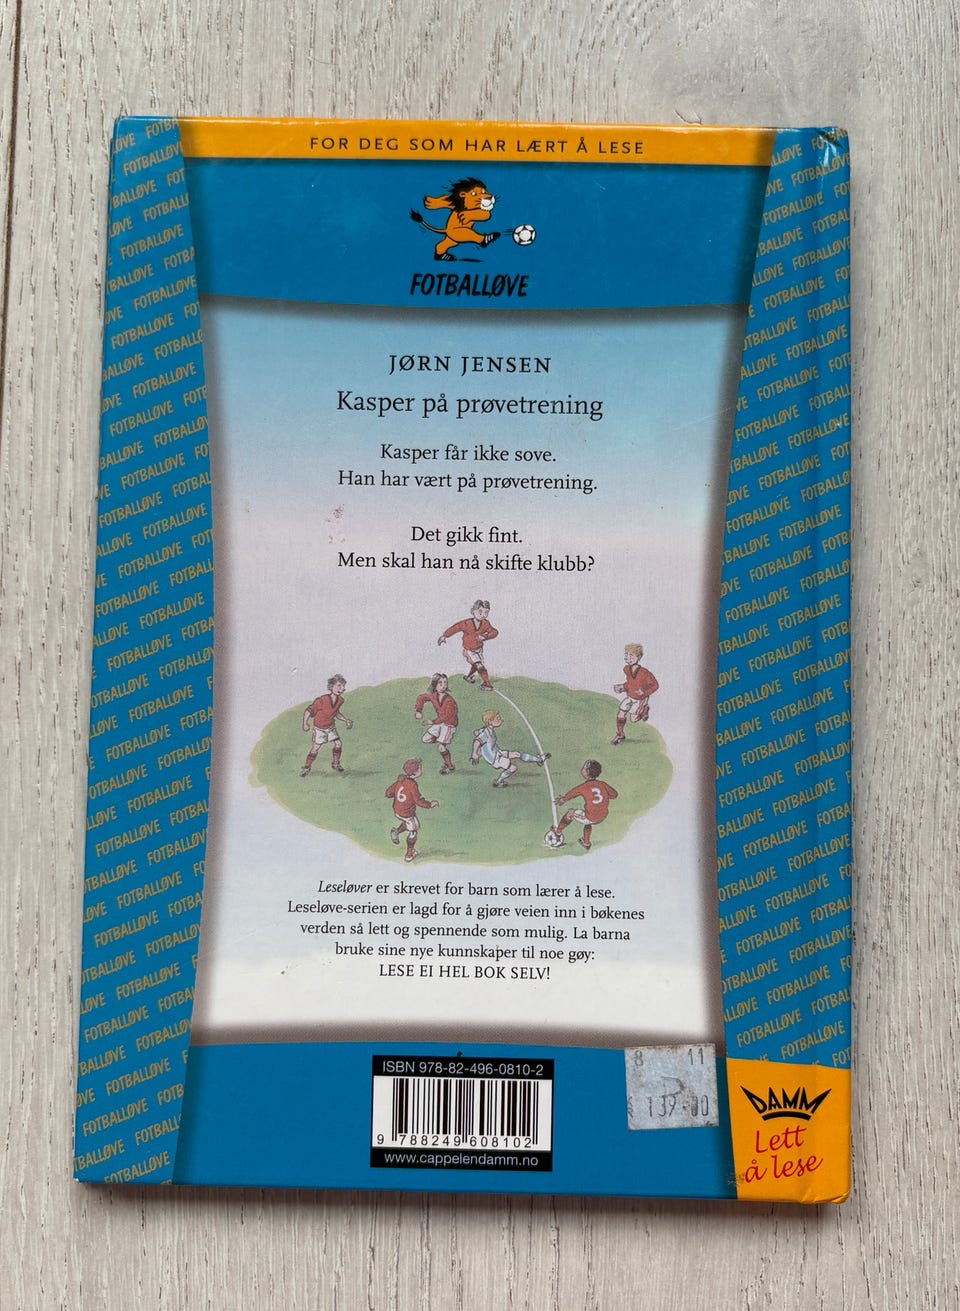 FOR DEG SOM HAR LÆRT Å LESE
FOTBALLØVE
JØRN JENSEN
Kasper på prøvetrening
Kasper får ikke sove.
Han har vært på prøvetrening.
Det gikk fint.
Men skal han nå skifte klubb?
6
3
Leseløver er skrevet for barn som lærer å lese.
Leseløve-serien er lagd for å gjøre veien inn i bøkenes
verden så lett og spennende som mulig. La barna
bruke sine nye kunnskaper til noe gøy:
LESE EI HEL BOK SELV!
ISBN 978-82-496-0810-2
9 788249 608102
www.cappelendamm.no
8 11
139.00
DAMM
Lett
å lese